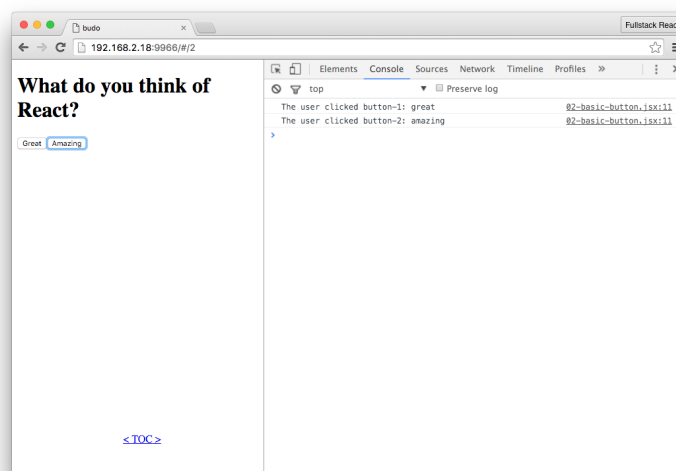 budo
Fullstack Reac
192.168.2.18:9966/#/2
What do you think of
React?
Great Amazing
< TOC >
Elements Console Sources Network Timeline Profiles »
top Preserve log
The user clicked button-1: great 02-basic-button.jsx:11
The user clicked button-2: amazing 02-basic-button.jsx:11
>